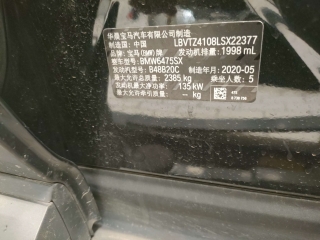 华晨宝马汽车有限公司制造
制造国：中国 LBVTZ4108LSX22377
品牌：宝马(BMW)牌 发动机排量：1998 mL
整车型号：BMW6475SX
发动机型号：B48B20C 制造年月：2020-05
最大允许总质量：2385 kg 乘坐人数：5
发动机最大净功率：135 kW
最大允许牵引质量：-- kg